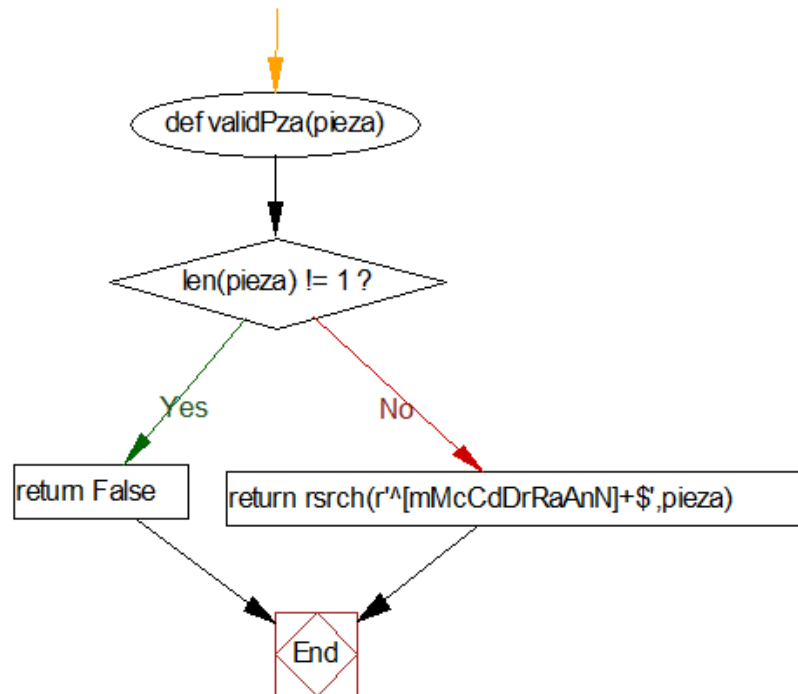 def validPza(pieza)
len(pieza) != 1 ?
Yes
No
return False
return rsrch(r'^[mMcCdDrRaAnN]+$',pieza)
End